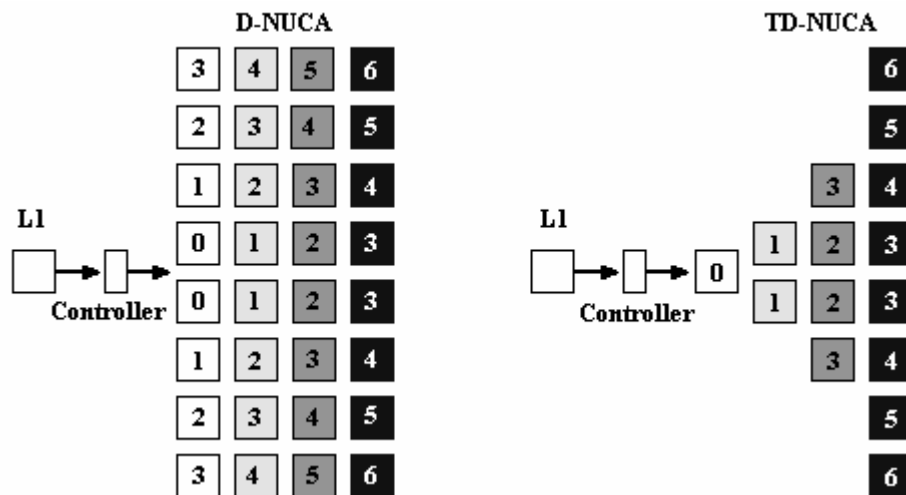 D-NUCA TD-NUCA
3 4 5 6 6
2 3 4 5 5
1 2 3 4 3 4
L1 L1
0 1 2 3 0 1 2 3
0 1 2 3 1 2 3
Controller Controller
1 2 3 4 3 4
2 3 4 5 5
3 4 5 6 6